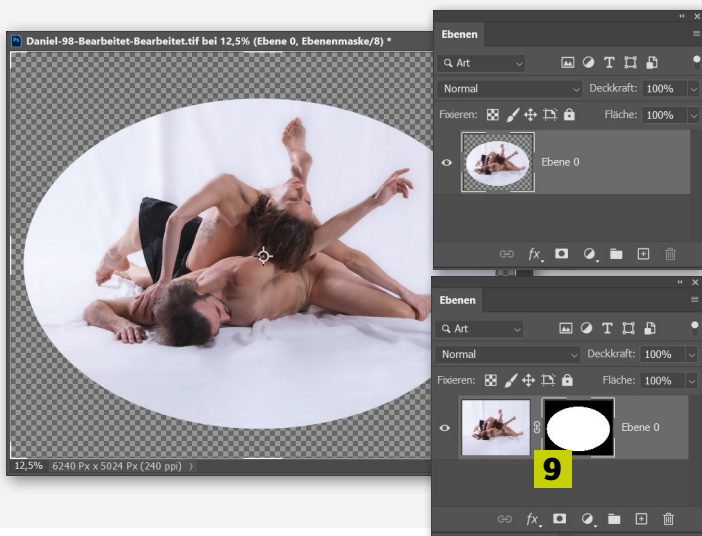 Daniel-98-Bearbeitet-Bearbeitet.tif bei 12,5% (Ebene 0, Ebenenmaske/8) *
12,5% 6240 Px x 5024 Px (240 ppi)
Ebenen
Art
Normal Deckkraft: 100%
Fixieren: Fläche: 100%
Ebene 0
fx
Ebenen
Art
Normal Deckkraft: 100%
Fixieren: Fläche: 100%
Ebene 0
9
fx